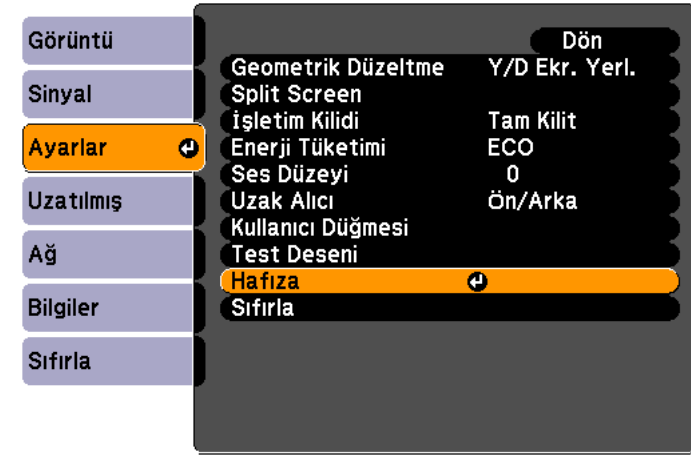 Görüntü
Sinyal
Ayarlar
Uzatılmış
Ağ
Bilgiler
Sıfırla
Dön
Geometrik Düzeltme Y/D Ekr. Yerl.
Split Screen
İşletim Kilidi Tam Kilit
Enerji Tüketimi ECO
Ses Düzeyi 0
Uzak Alıcı Ön/Arka
Kullanıcı Düğmesi
Test Deseni
Hafıza
Sıfırla